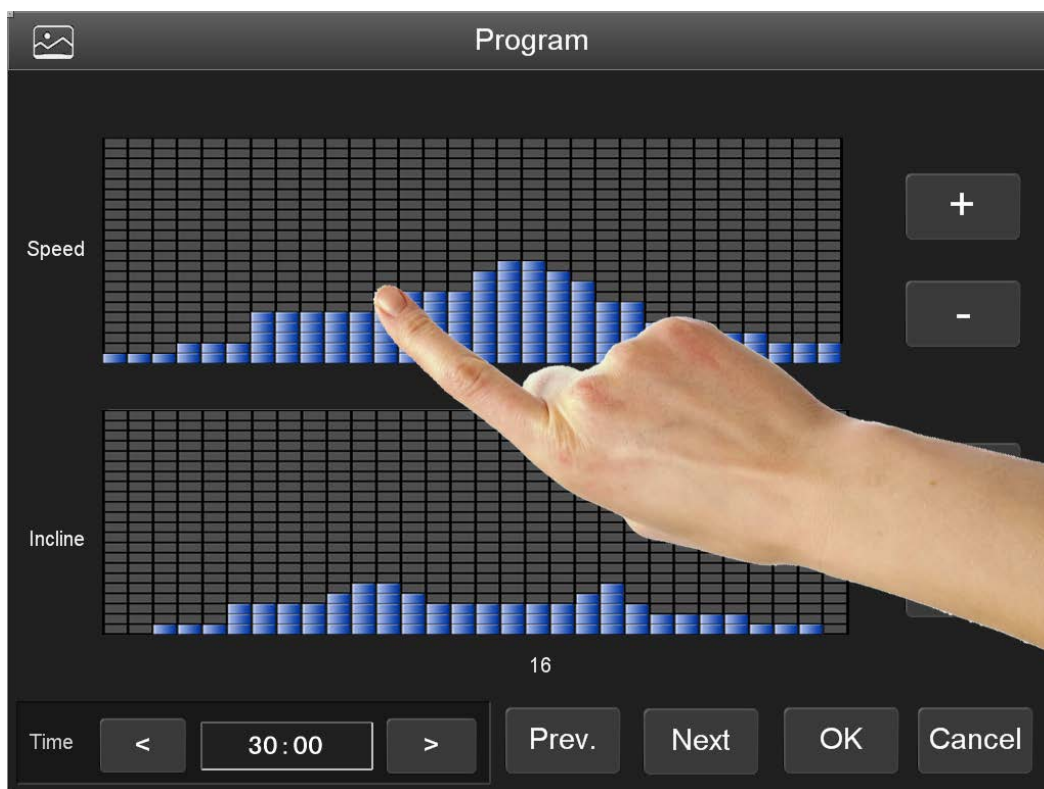 Program
Speed
+
-
Incline
16
Time
<
30:00
>
Prev.
Next
OK
Cancel